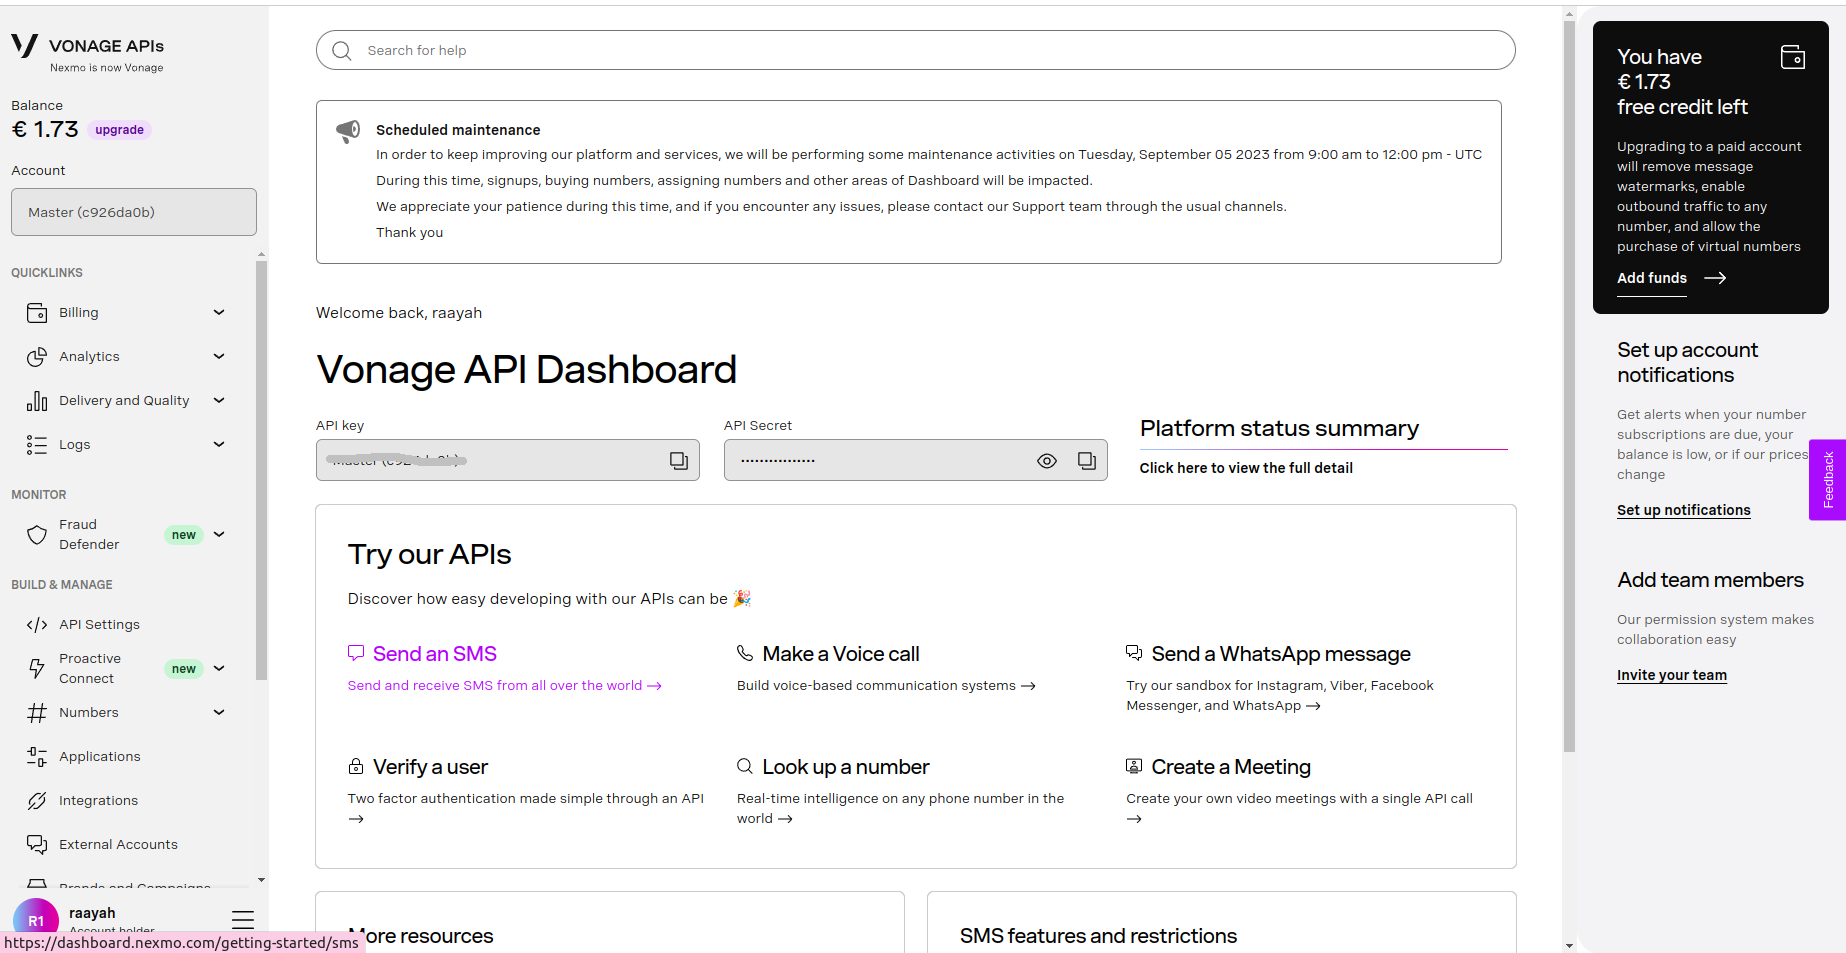 VONAGE APIs
Nexmo is now Vonage
Balance
€ 1.73 upgrade
Account
Master (c926da0b)
QUICKLINKS
Billing
Analytics
Delivery and Quality
Logs
MONITOR
Fraud
Defender
new
BUILD & MANAGE
API Settings
Proactive
Connect
new
Numbers
Applications
Integrations
External Accounts
Brands and Campaigns
R1
raayah
Account holder
https://dashboard.nexmo.com/getting-started/sms
Search for help
Scheduled maintenance
In order to keep improving our platform and services, we will be performing some maintenance activities on Tuesday, September 05 2023 from 9:00 am to 12:00 pm - UTC
During this time, signups, buying numbers, assigning numbers and other areas of Dashboard will be impacted.
We appreciate your patience during this time, and if you encounter any issues, please contact our Support team through the usual channels.
Thank you
Welcome back, raayah
Vonage API Dashboard
API key
API Secret
Platform status summary
Click here to view the full detail
Try our APIs
Discover how easy developing with our APIs can be 🎉
Send an SMS
Send and receive SMS from all over the world →
Make a Voice call
Build voice-based communication systems →
Send a WhatsApp message
Try our sandbox for Instagram, Viber, Facebook
Messenger, and WhatsApp →
Verify a user
Two factor authentication made simple through an API
→
Look up a number
Real-time intelligence on any phone number in the
world →
Create a Meeting
Create your own video meetings with a single API call
→
More resources
SMS features and restrictions
You have
€ 1.73
free credit left
Upgrading to a paid account
will remove message
watermarks, enable
outbound traffic to any
number, and allow the
purchase of virtual numbers
Add funds →
Set up account
notifications
Get alerts when your number
subscriptions are due, your
balance is low, or if our prices
change
Set up notifications
Feedback
Add team members
Our permission system makes
collaboration easy
Invite your team